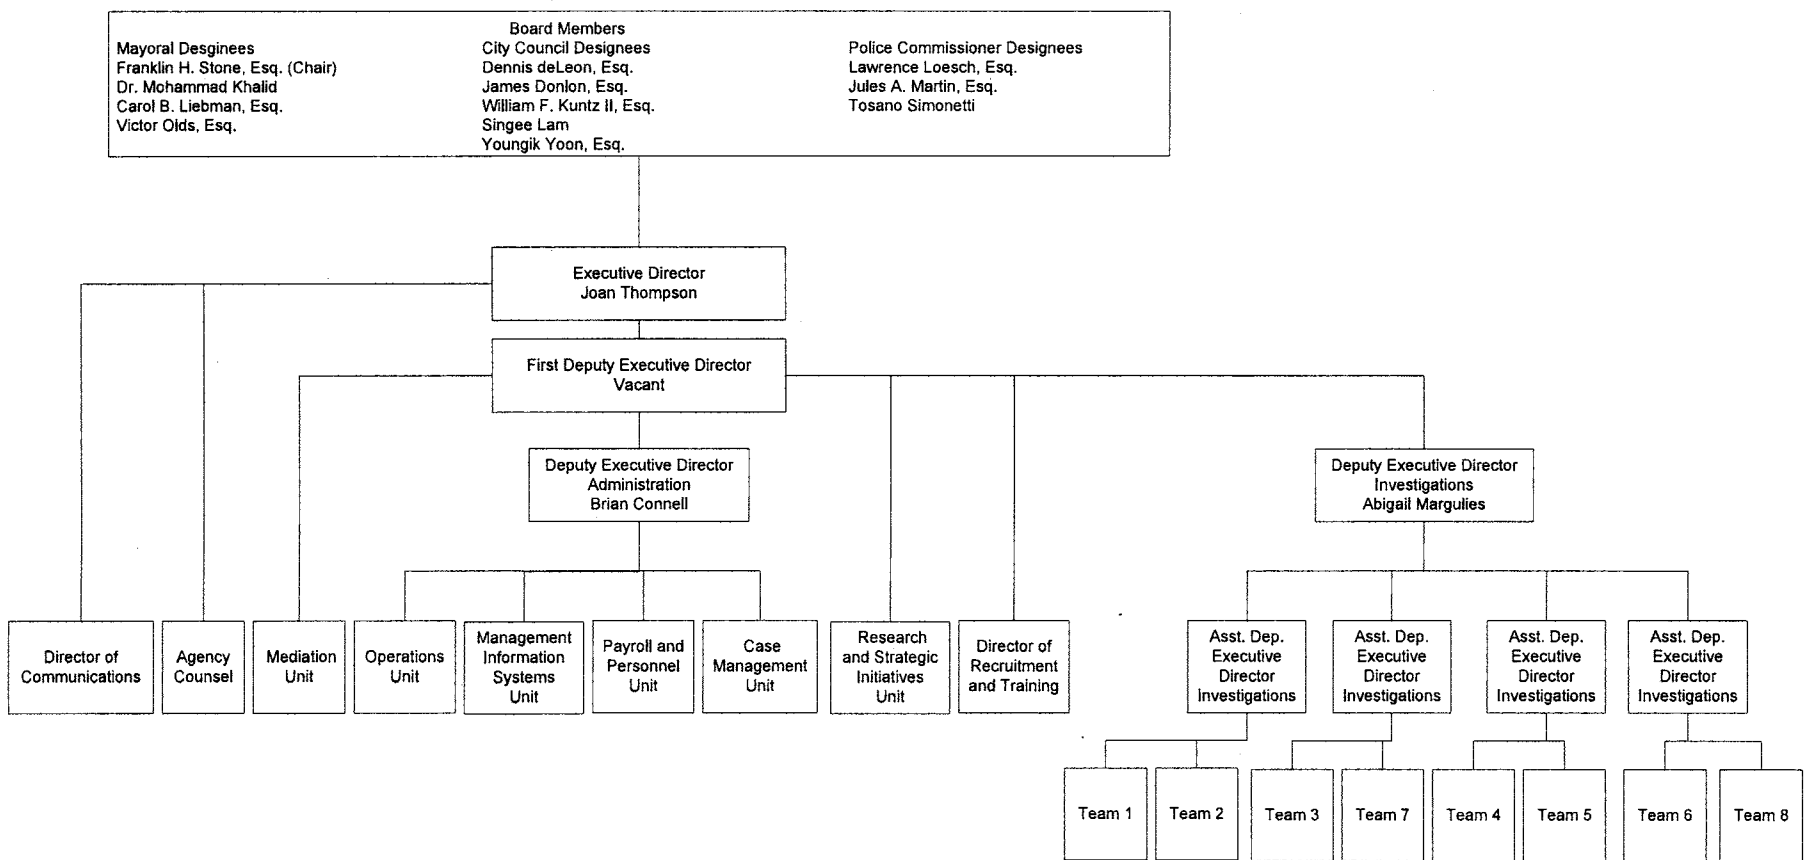 Board Members
Mayoral Desginees
Franklin H. Stone, Esq. (Chair)
Dr. Mohammad Khalid
Carol B. Liebman, Esq.
Victor Olds, Esq.
City Council Designees
Dennis deLeon, Esq.
James Donlon, Esq.
William F. Kuntz II, Esq.
Singee Lam
Youngik Yoon, Esq.
Police Commissioner Designees
Lawrence Loesch, Esq.
Jules A. Martin, Esq.
Tosano Simonetti
Executive Director
Joan Thompson
First Deputy Executive Director
Vacant
Deputy Executive Director
Administration
Brian Connell
Deputy Executive Director
Investigations
Abigail Margulies
Director of
Communications
Agency
Counsel
Mediation
Unit
Operations
Unit
Management
Information
Systems
Unit
Payroll and
Personnel
Unit
Case
Management
Unit
Research
and Strategic
Initiatives
Unit
Director of
Recruitment
and Training
Asst. Dep.
Executive
Director
Investigations
Asst. Dep.
Executive
Director
Investigations
Asst. Dep.
Executive
Director
Investigations
Asst. Dep.
Executive
Director
Investigations
Team 1
Team 2
Team 3
Team 7
Team 4
Team 5
Team 6
Team 8